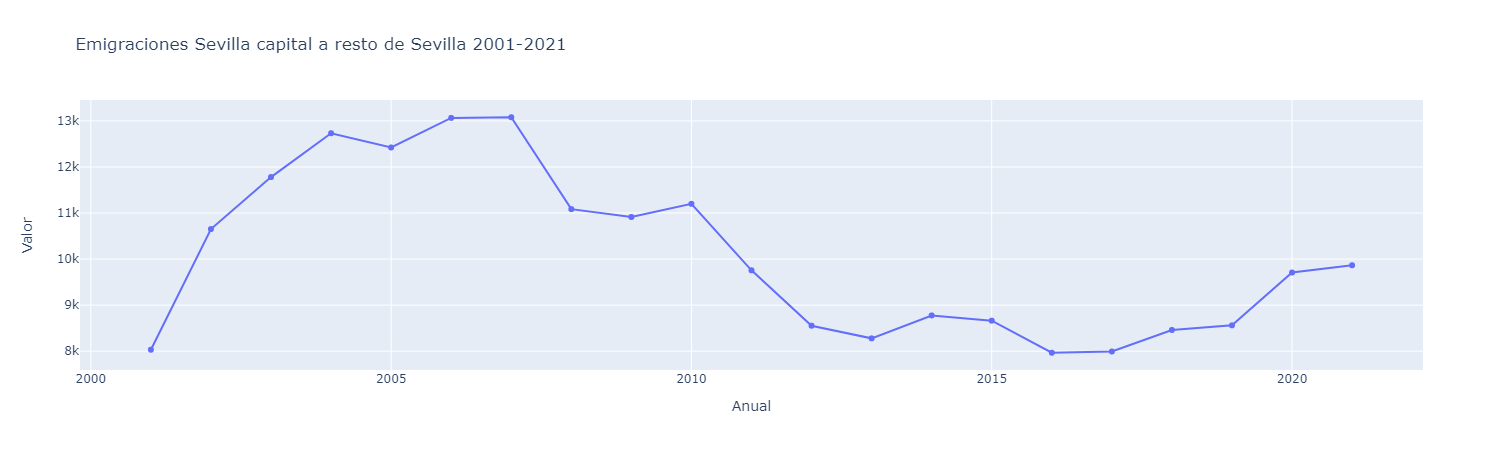 Emigraciones Sevilla capital a resto de Sevilla 2001-2021
13k
12k
11k
10k
9k
8k
Valor
2000 2005 2010 2015 2020
Anual